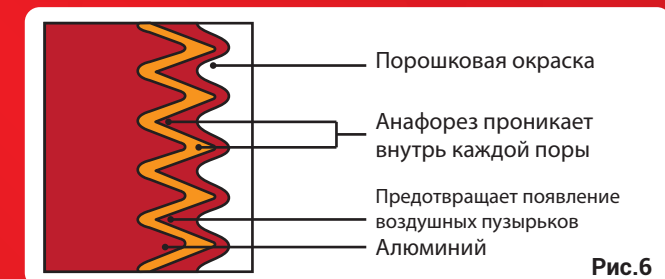 Порошковая окраска
Анафорез проникает
внутрь каждой поры
Предотвращает появление
воздушных пузырьков
Алюминий
Рис.6